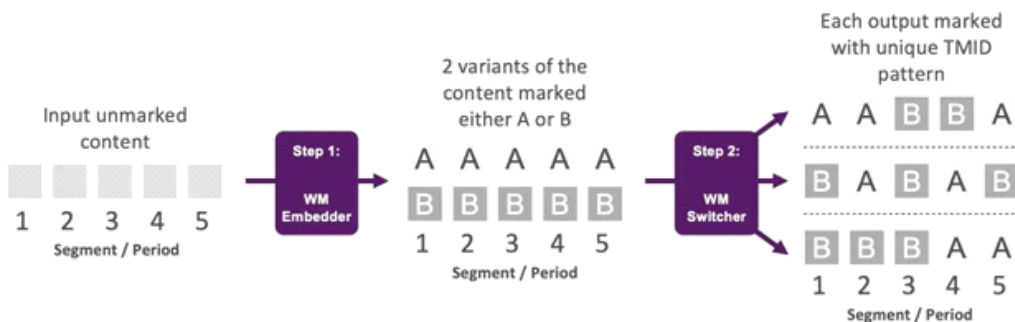 Input unmarked
content
1 2 3 4 5
Segment / Period
Step 1:
WM
Embedder
2 variants of the
content marked
either A or B
A A A A A
B B B B B
1 2 3 4 5
Segment / Period
Step 2:
WM
Switcher
Each output marked
with unique TMID
pattern
A A B B A
B A B A B
B B B A A
1 2 3 4 5
Segment / Period